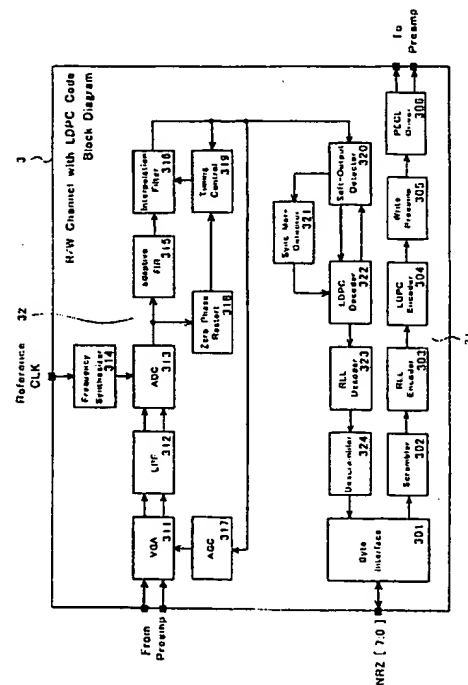 3
R/W Channel with LDPC Code
Block Diagram
Reference
CLK
32
Frequency
Synthesizer
314
From
Preamp
VGA
311
LPF
312
ADC
313
adaptive
FIR
315
Interpolation
Filter
318
AGC
317
Zero Phase
Restart
316
Timing
Control
319
Sync Mark
Detector
321
Soft-Output
Detector
320
NRZ [ 7:0 ]
Byte
Interface
301
Descrambler
324
RLL
Decoder
323
LDPC
Decoder
322
Scrambler
302
RLL
Encoder
303
LDPC
Encoder
304
Write Precomp
305
PECL
Driver
306
To
Preamp
31